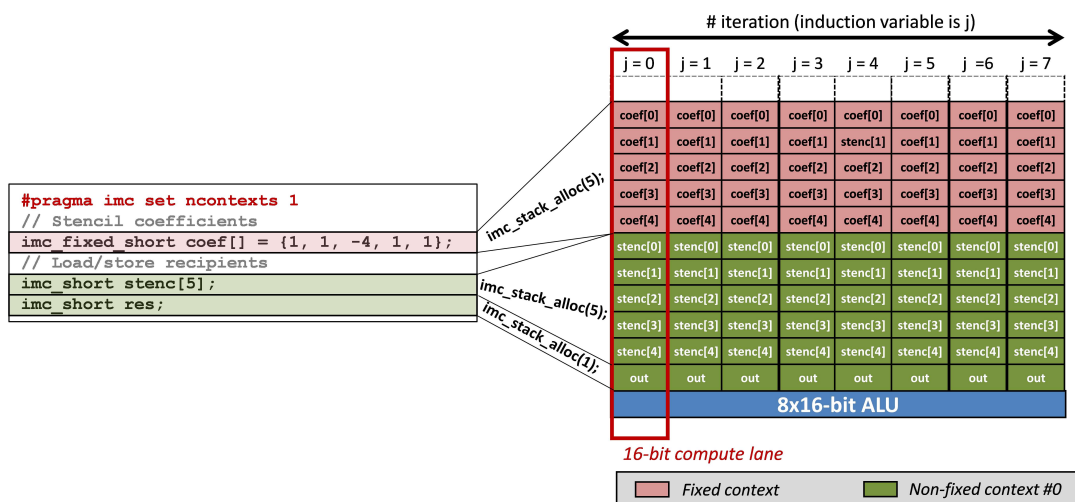 # iteration (induction variable is j)
j = 0 j = 1 j = 2 j = 3 j = 4 j = 5 j =6 j = 7
coef[0] coef[0] coef[0] coef[0] coef[0] coef[0] coef[0] coef[0]
coef[1] coef[1] coef[1] coef[1] stenc[1] coef[1] coef[1] coef[1]
coef[2] coef[2] coef[2] coef[2] coef[2] coef[2] coef[2] coef[2]
coef[3] coef[3] coef[3] coef[3] coef[3] coef[3] coef[3] coef[3]
coef[4] coef[4] coef[4] coef[4] coef[4] coef[4] coef[4] coef[4]
stenc[0] stenc[0] stenc[0] stenc[0] stenc[0] stenc[0] stenc[0] stenc[0]
stenc[1] stenc[1] stenc[1] stenc[1] stenc[1] stenc[1] stenc[1] stenc[1]
stenc[2] stenc[2] stenc[2] stenc[2] stenc[2] stenc[2] stenc[2] stenc[2]
stenc[3] stenc[3] stenc[3] stenc[3] stenc[3] stenc[3] stenc[3] stenc[3]
stenc[4] stenc[4] stenc[4] stenc[4] stenc[4] stenc[4] stenc[4] stenc[4]
out out out out out out out out
8x16-bit ALU
16-bit compute lane
Fixed context
Non-fixed context #0
#pragma imc set ncontexts 1
// Stencil coefficients
imc_fixed_short coef[] = {1, 1, -4, 1, 1};
// Load/store recipients
imc_short stenc[5];
imc_short res;
imc_stack_alloc(5);
imc_stack_alloc(5);
imc_stack_alloc(1);